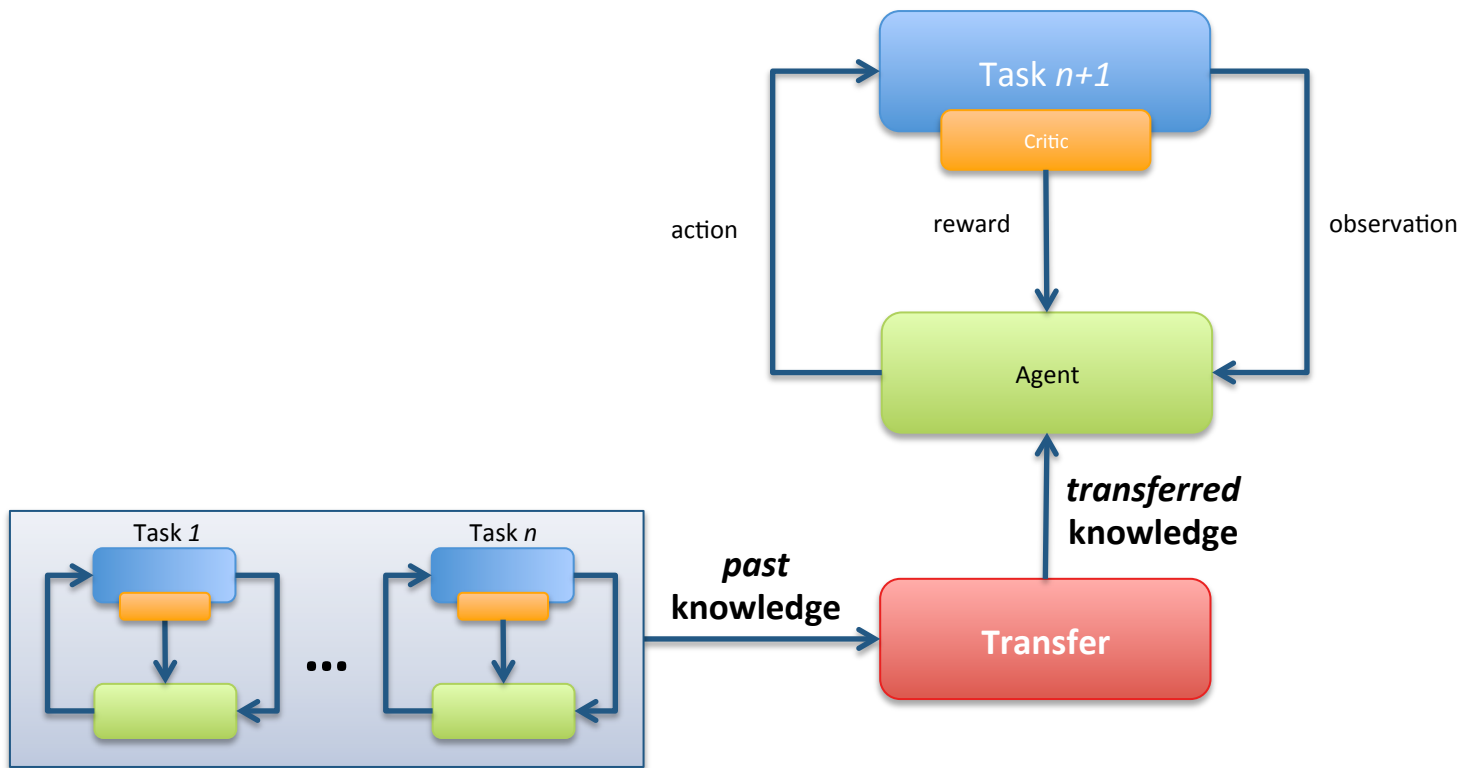 Task n+1
Critic
action
reward
observation
Agent
transferred
knowledge
Task 1
Task n
...
past
knowledge
Transfer